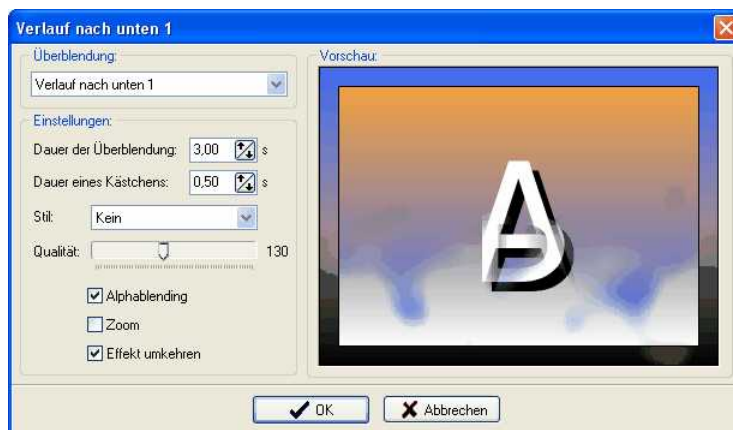 Verlauf nach unten 1
Überblendung:
Verlauf nach unten 1
Einstellungen:
Dauer der Überblendung: 3,00 s
Dauer eines Kästchens: 0,50 s
Stil: Kein
Qualität: 130
Alphablending
Zoom
Effekt umkehren
Vorschau:
OK Abbrechen